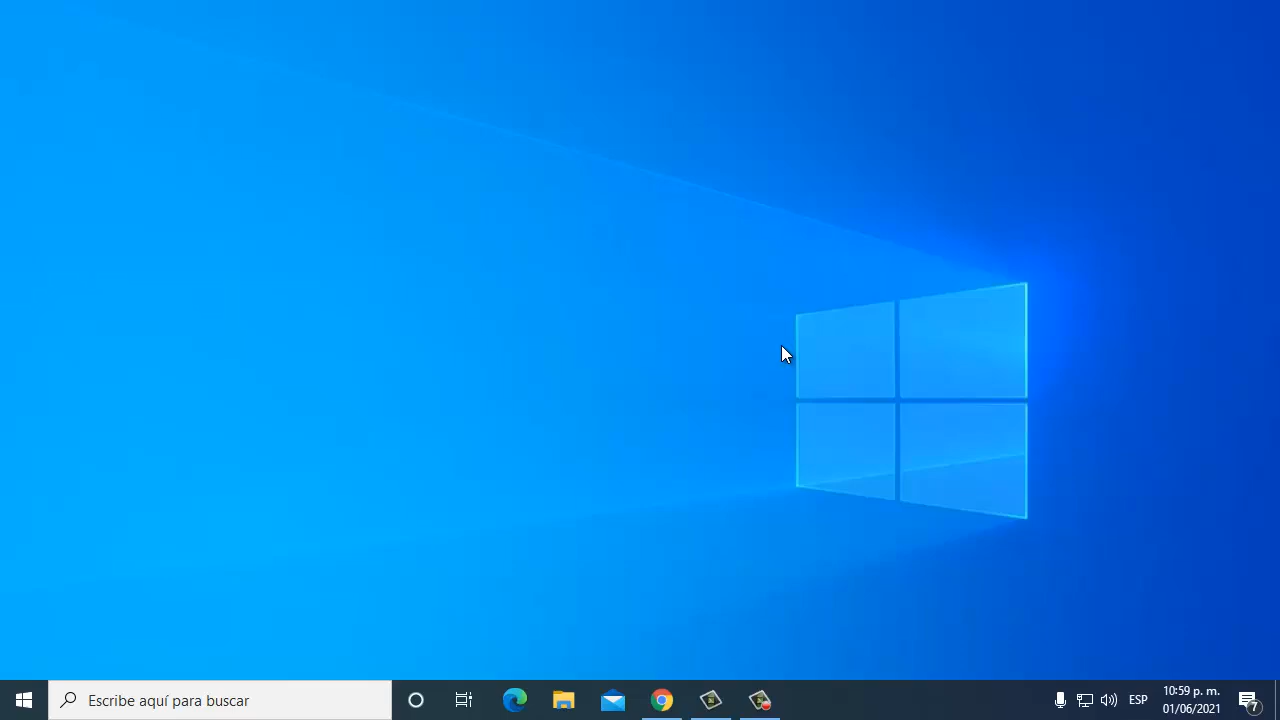 Escribe aquí para buscar
ESP
10:59 p. m.
01/06/2021
7